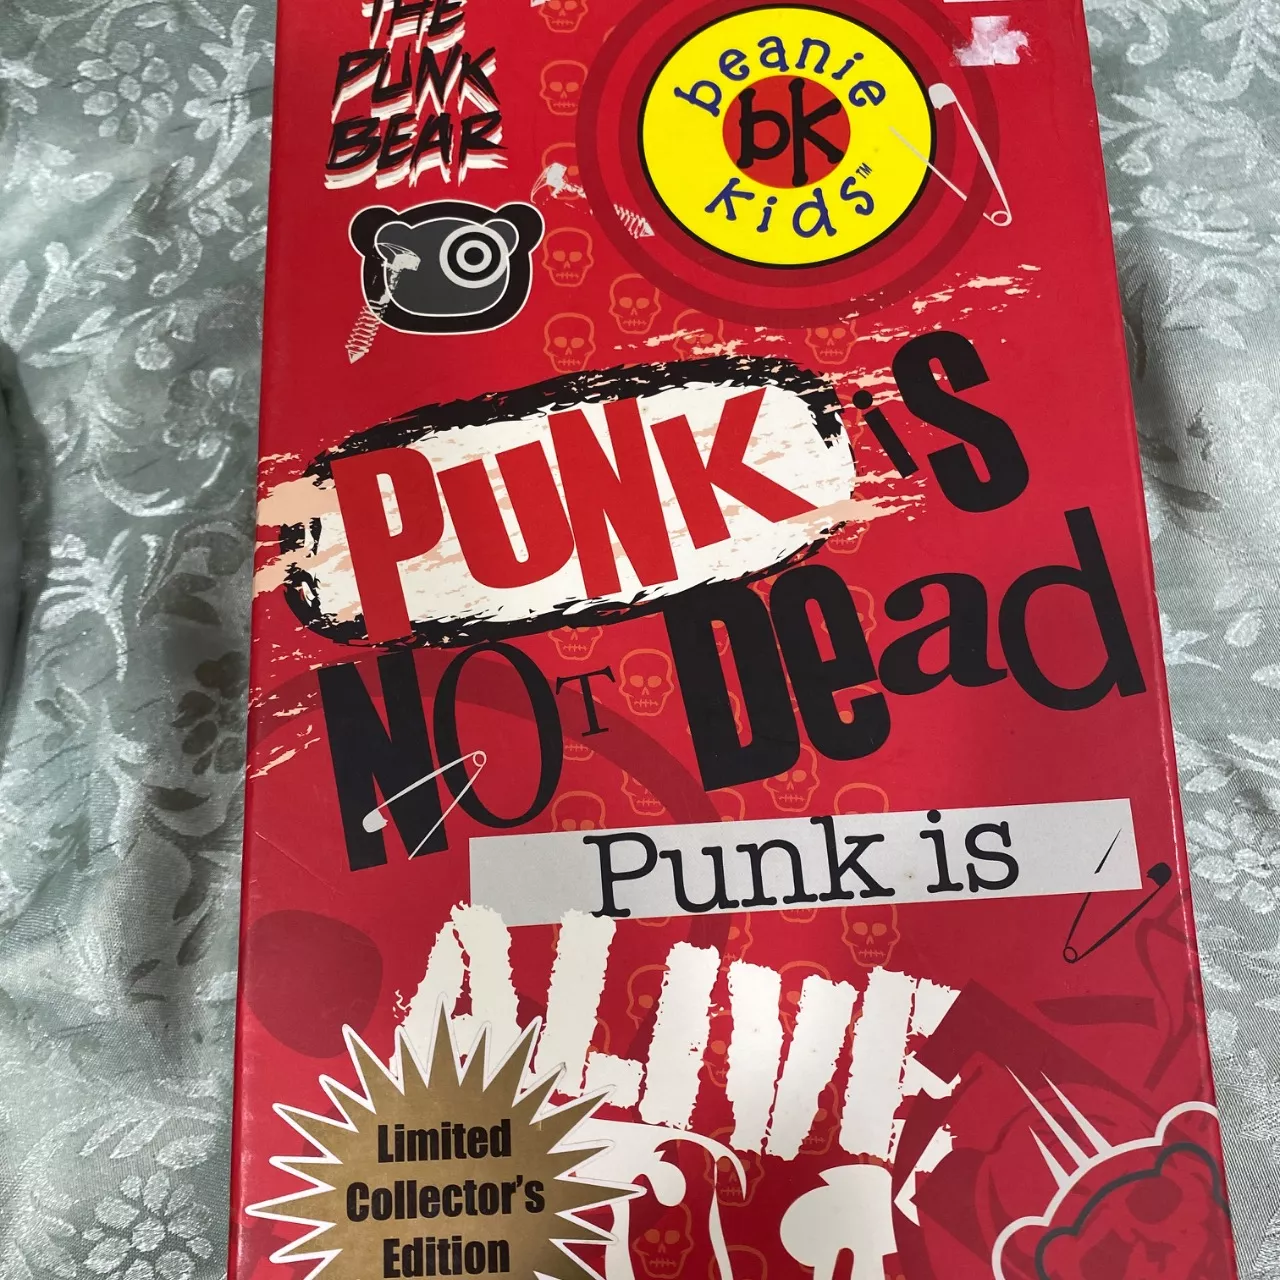 THE
PUNK
BEAR
beanie
bk
kids™
PUNK is
NOT Dead
Punk is
ALIVE
Limited
Collector's
Edition